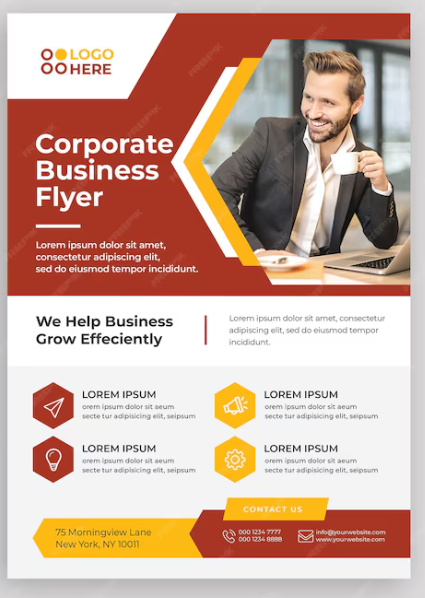 LOGO
HERE
Corporate
Business
Flyer
Lorem ipsum dolor sit amet,
consectetur adipiscing elit,
sed do eiusmod tempor incididunt.
We Help Business
Grow Effeciently
Lorem ipsum dolor sit amet, consectetur
adipiscing elit, sed do eiusmod tempor
incididunt.
LOREM IPSUM
orem ipsum dolor sit aeum
secte tur adipisicing elit, seipsum
LOREM IPSUM
orem ipsum dolor sit aeum
secte tur adipisicing elit, seipsum
LOREM IPSUM
orem ipsum dolor sit aeum
secte tur adipisicing elit, seipsum
LOREM IPSUM
orem ipsum dolor sit aeum
secte tur adipisicing elit, seipsum
CONTACT US
75 Morningview Lane
New York, NY 10011
000 1234 7777
000 1234 8888
info@yourwebsite.com
www.yourwebsite.com